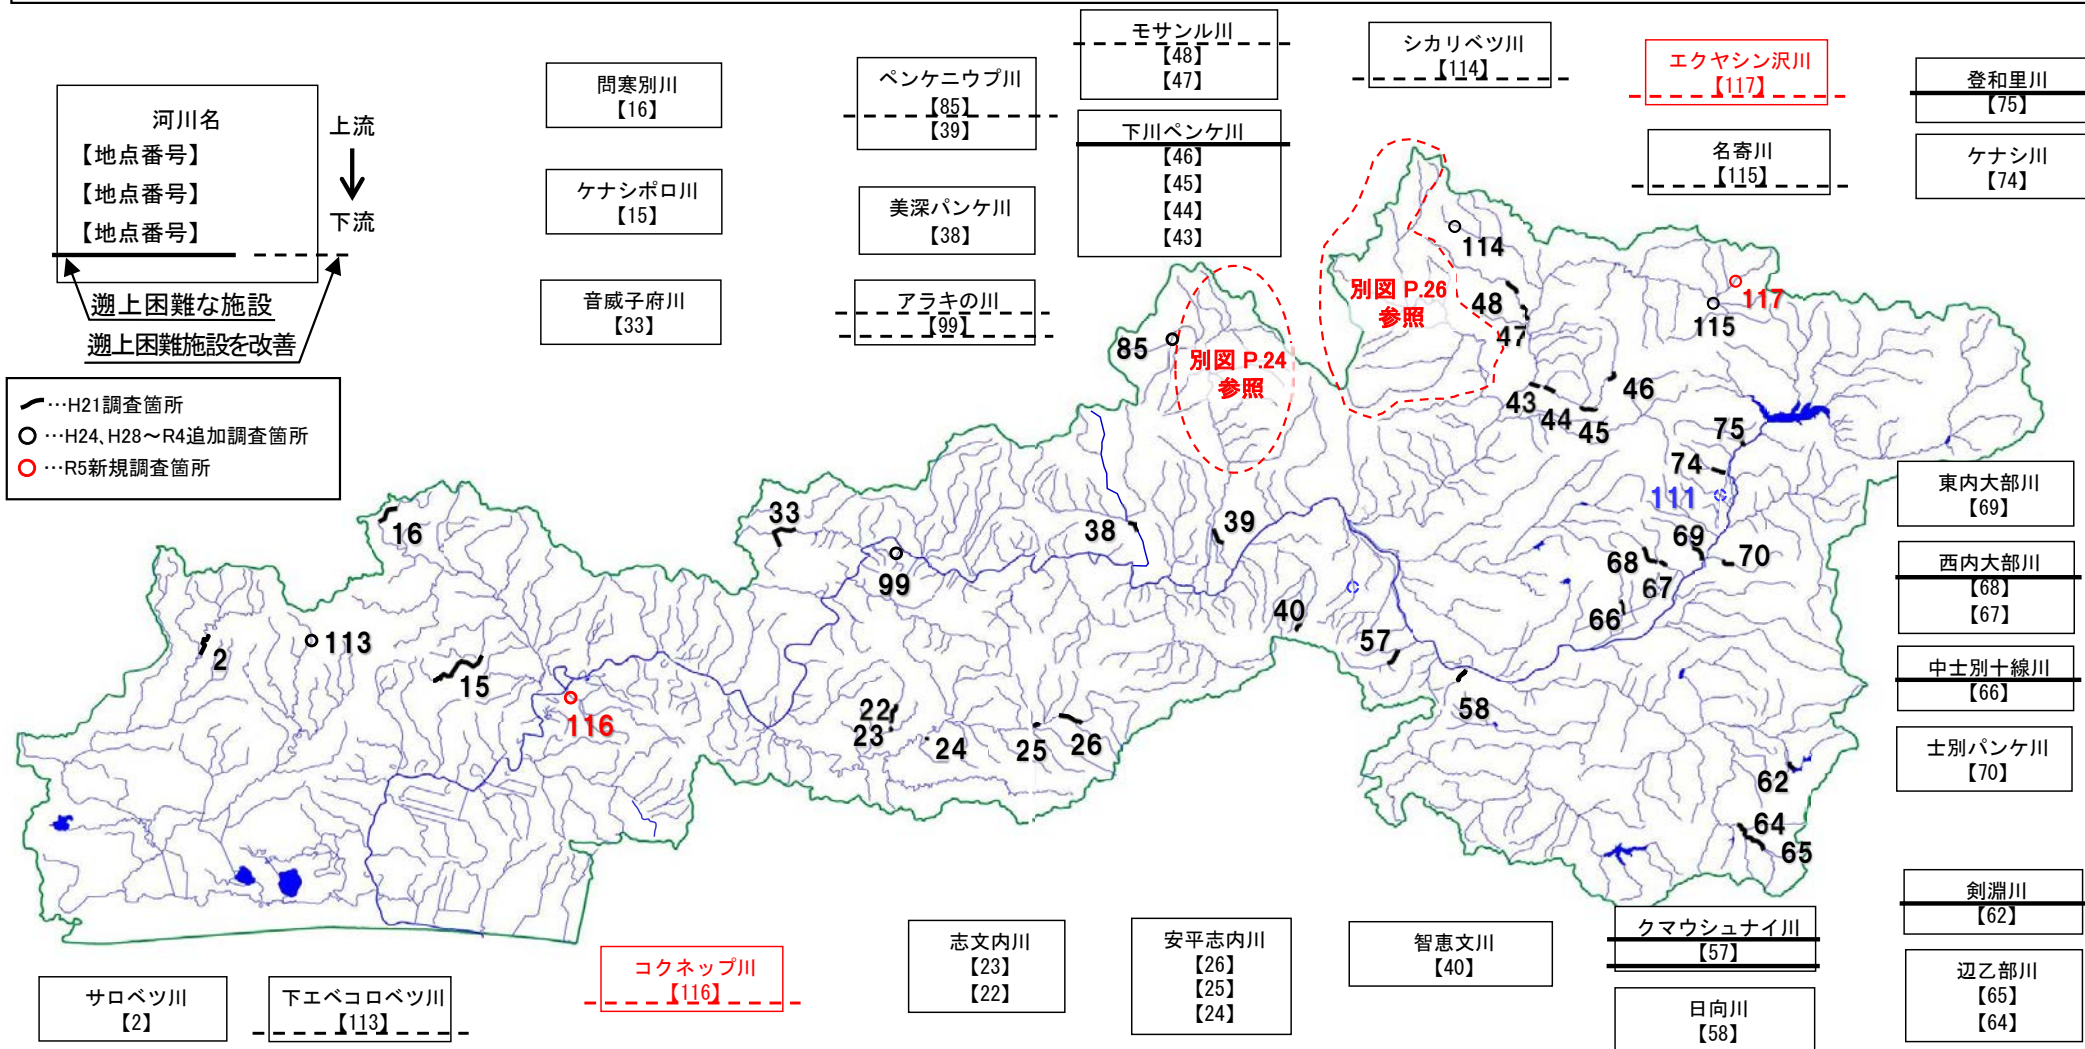 河川名
【地点番号】
【地点番号】
【地点番号】
上流
下流
遡上困難な施設
遡上困難施設を改善
…H21調査箇所
…H24、H28～R4追加調査箇所
…R5新規調査箇所
問寒別川
【16】
ケナシポロ川
【15】
音威子府川
【33】
ペンケニウプ川
【85】
【39】
美深パンケ川
【38】
アラキの川
【99】
モサンル川
【48】
【47】
下川ペンケ川
【46】
【45】
【44】
【43】
シカリベツ川
【114】
エクヤシン沢川
【117】
名寄川
【115】
登和里川
【75】
ケナシ川
【74】
東内大部川
【69】
西内大部川
【68】
【67】
中士別十線川
【66】
士別パンケ川
【70】
剣淵川
【62】
辺乙部川
【65】
【64】
別図 P.24
参照
別図 P.26
参照
114
48
47
117
115
85
43
44
45
46
75
74
111
33
38
39
16
99
69
68
67
70
66
2
113
15
116
40
57
58
22
23
24
25
26
62
64
65
サロベツ川
【2】
下エベコロベツ川
【113】
コクネップ川
【116】
志文内川
【23】
【22】
安平志内川
【26】
【25】
【24】
智恵文川
【40】
クマウシュナイ川
【57】
日向川
【58】